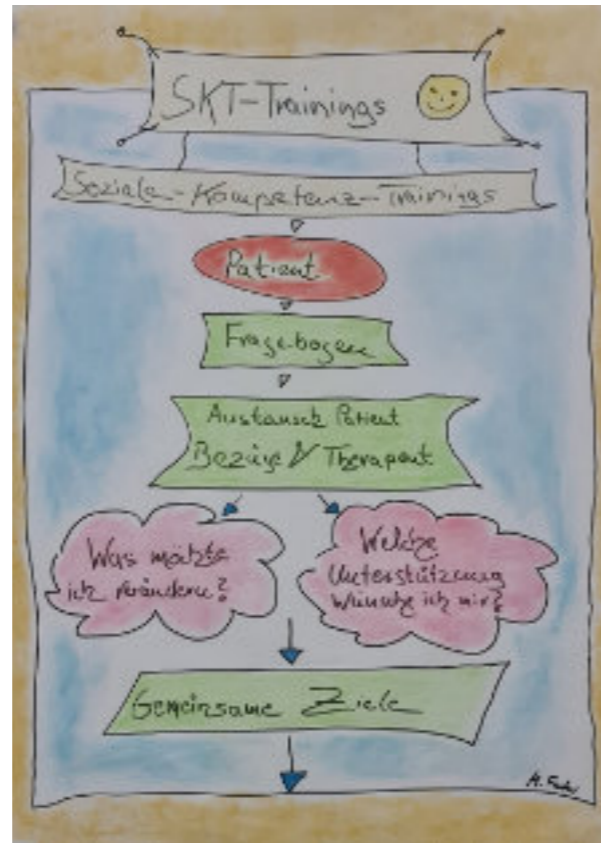 SKT-Trainings
Soziale-Kompetenz-Trainings
Patient
Fragebogen
Austausch Patient
Therapeut
Was möchte
ich verändern?
Welche
Unterstützung
Wünsche ich mir?
Gemeinsame Ziele